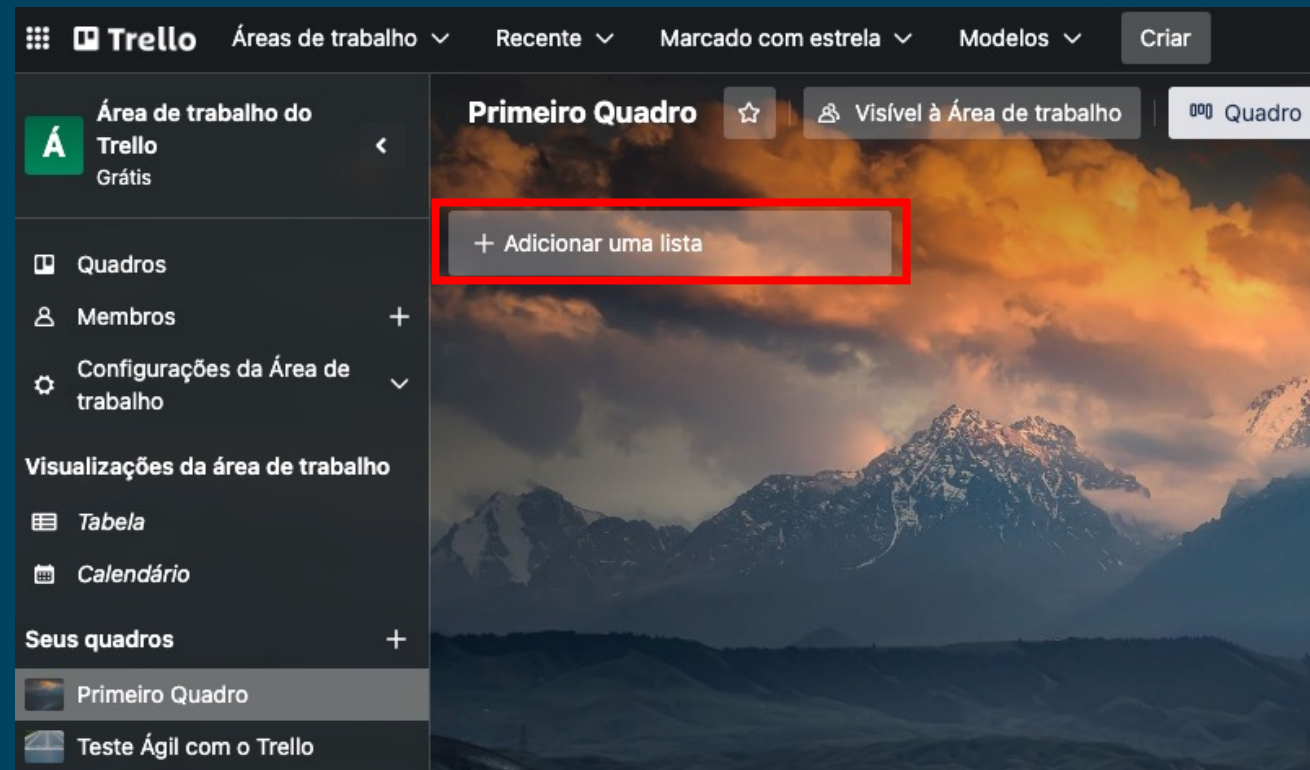 Trello Áreas de trabalho Recente Marcado com estrela Modelos Criar
Á
Área de trabalho do
Trello
Grátis
Primeiro Quadro Visível à Área de trabalho Quadro
+ Adicionar uma lista
Quadros
Membros +
Configurações da Área de
trabalho
Visualizações da área de trabalho
Tabela
Calendário
Seus quadros +
Primeiro Quadro
Teste Ágil com o Trello